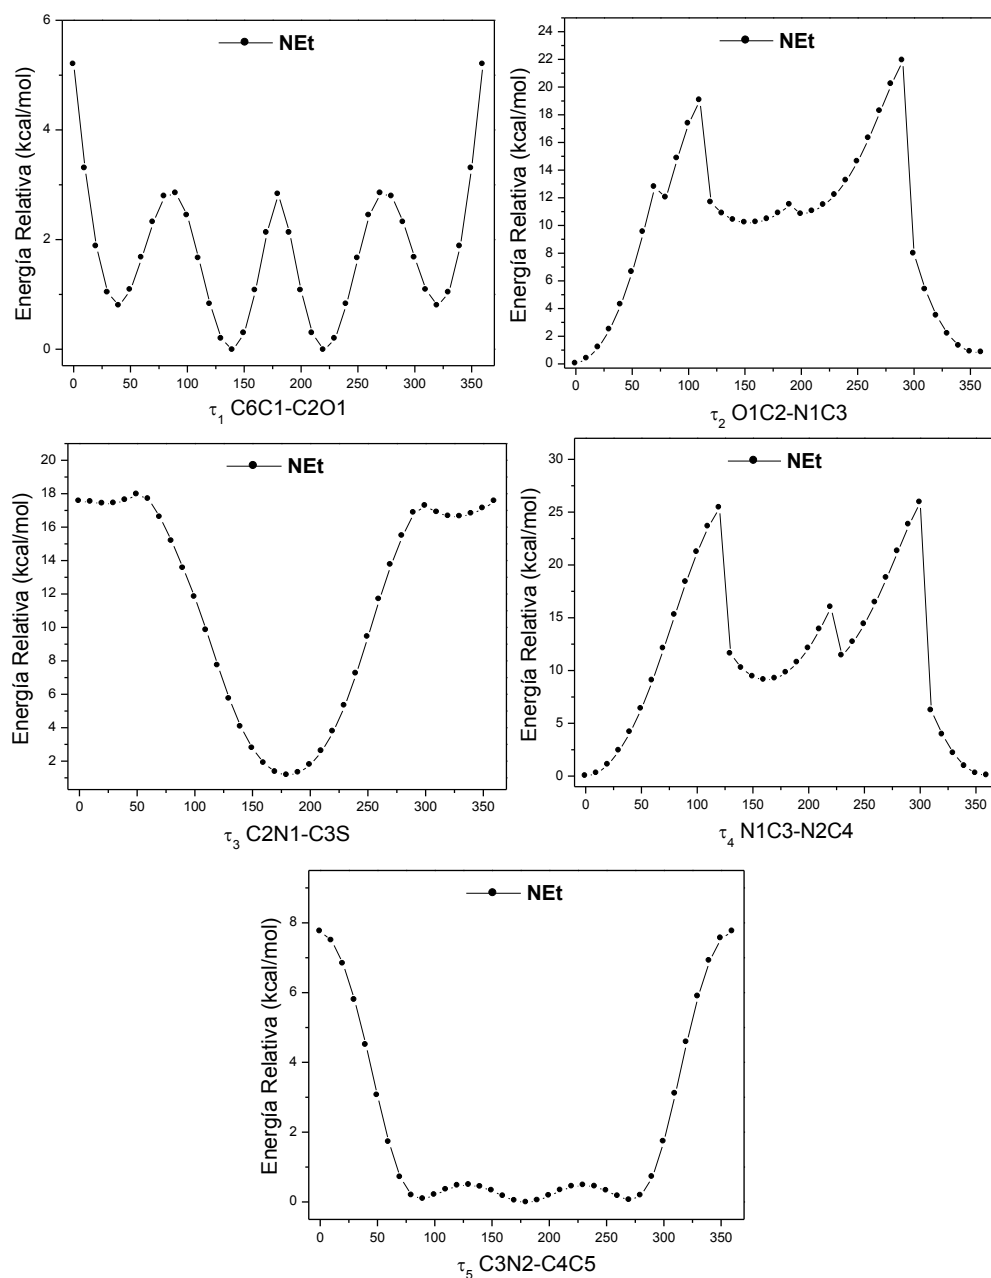 NEt
Energía Relativa (kcal/mol)
6
4
2
0
0 50 100 150 200 250 300 350
τ1 C6C1-C2O1
NEt
Energía Relativa (kcal/mol)
24
22
20
18
16
14
12
10
8
6
4
2
0
0 50 100 150 200 250 300 350
τ2 O1C2-N1C3
NEt
Energía Relativa (kcal/mol)
20
18
16
14
12
10
8
6
4
2
0 50 100 150 200 250 300 350
τ3 C2N1-C3S
NEt
Energía Relativa (kcal/mol)
30
25
20
15
10
5
0
0 50 100 150 200 250 300 350
τ4 N1C3-N2C4
NEt
Energía Relativa (kcal/mol)
8
6
4
2
0
0 50 100 150 200 250 300 350
τ5 C3N2-C4C5